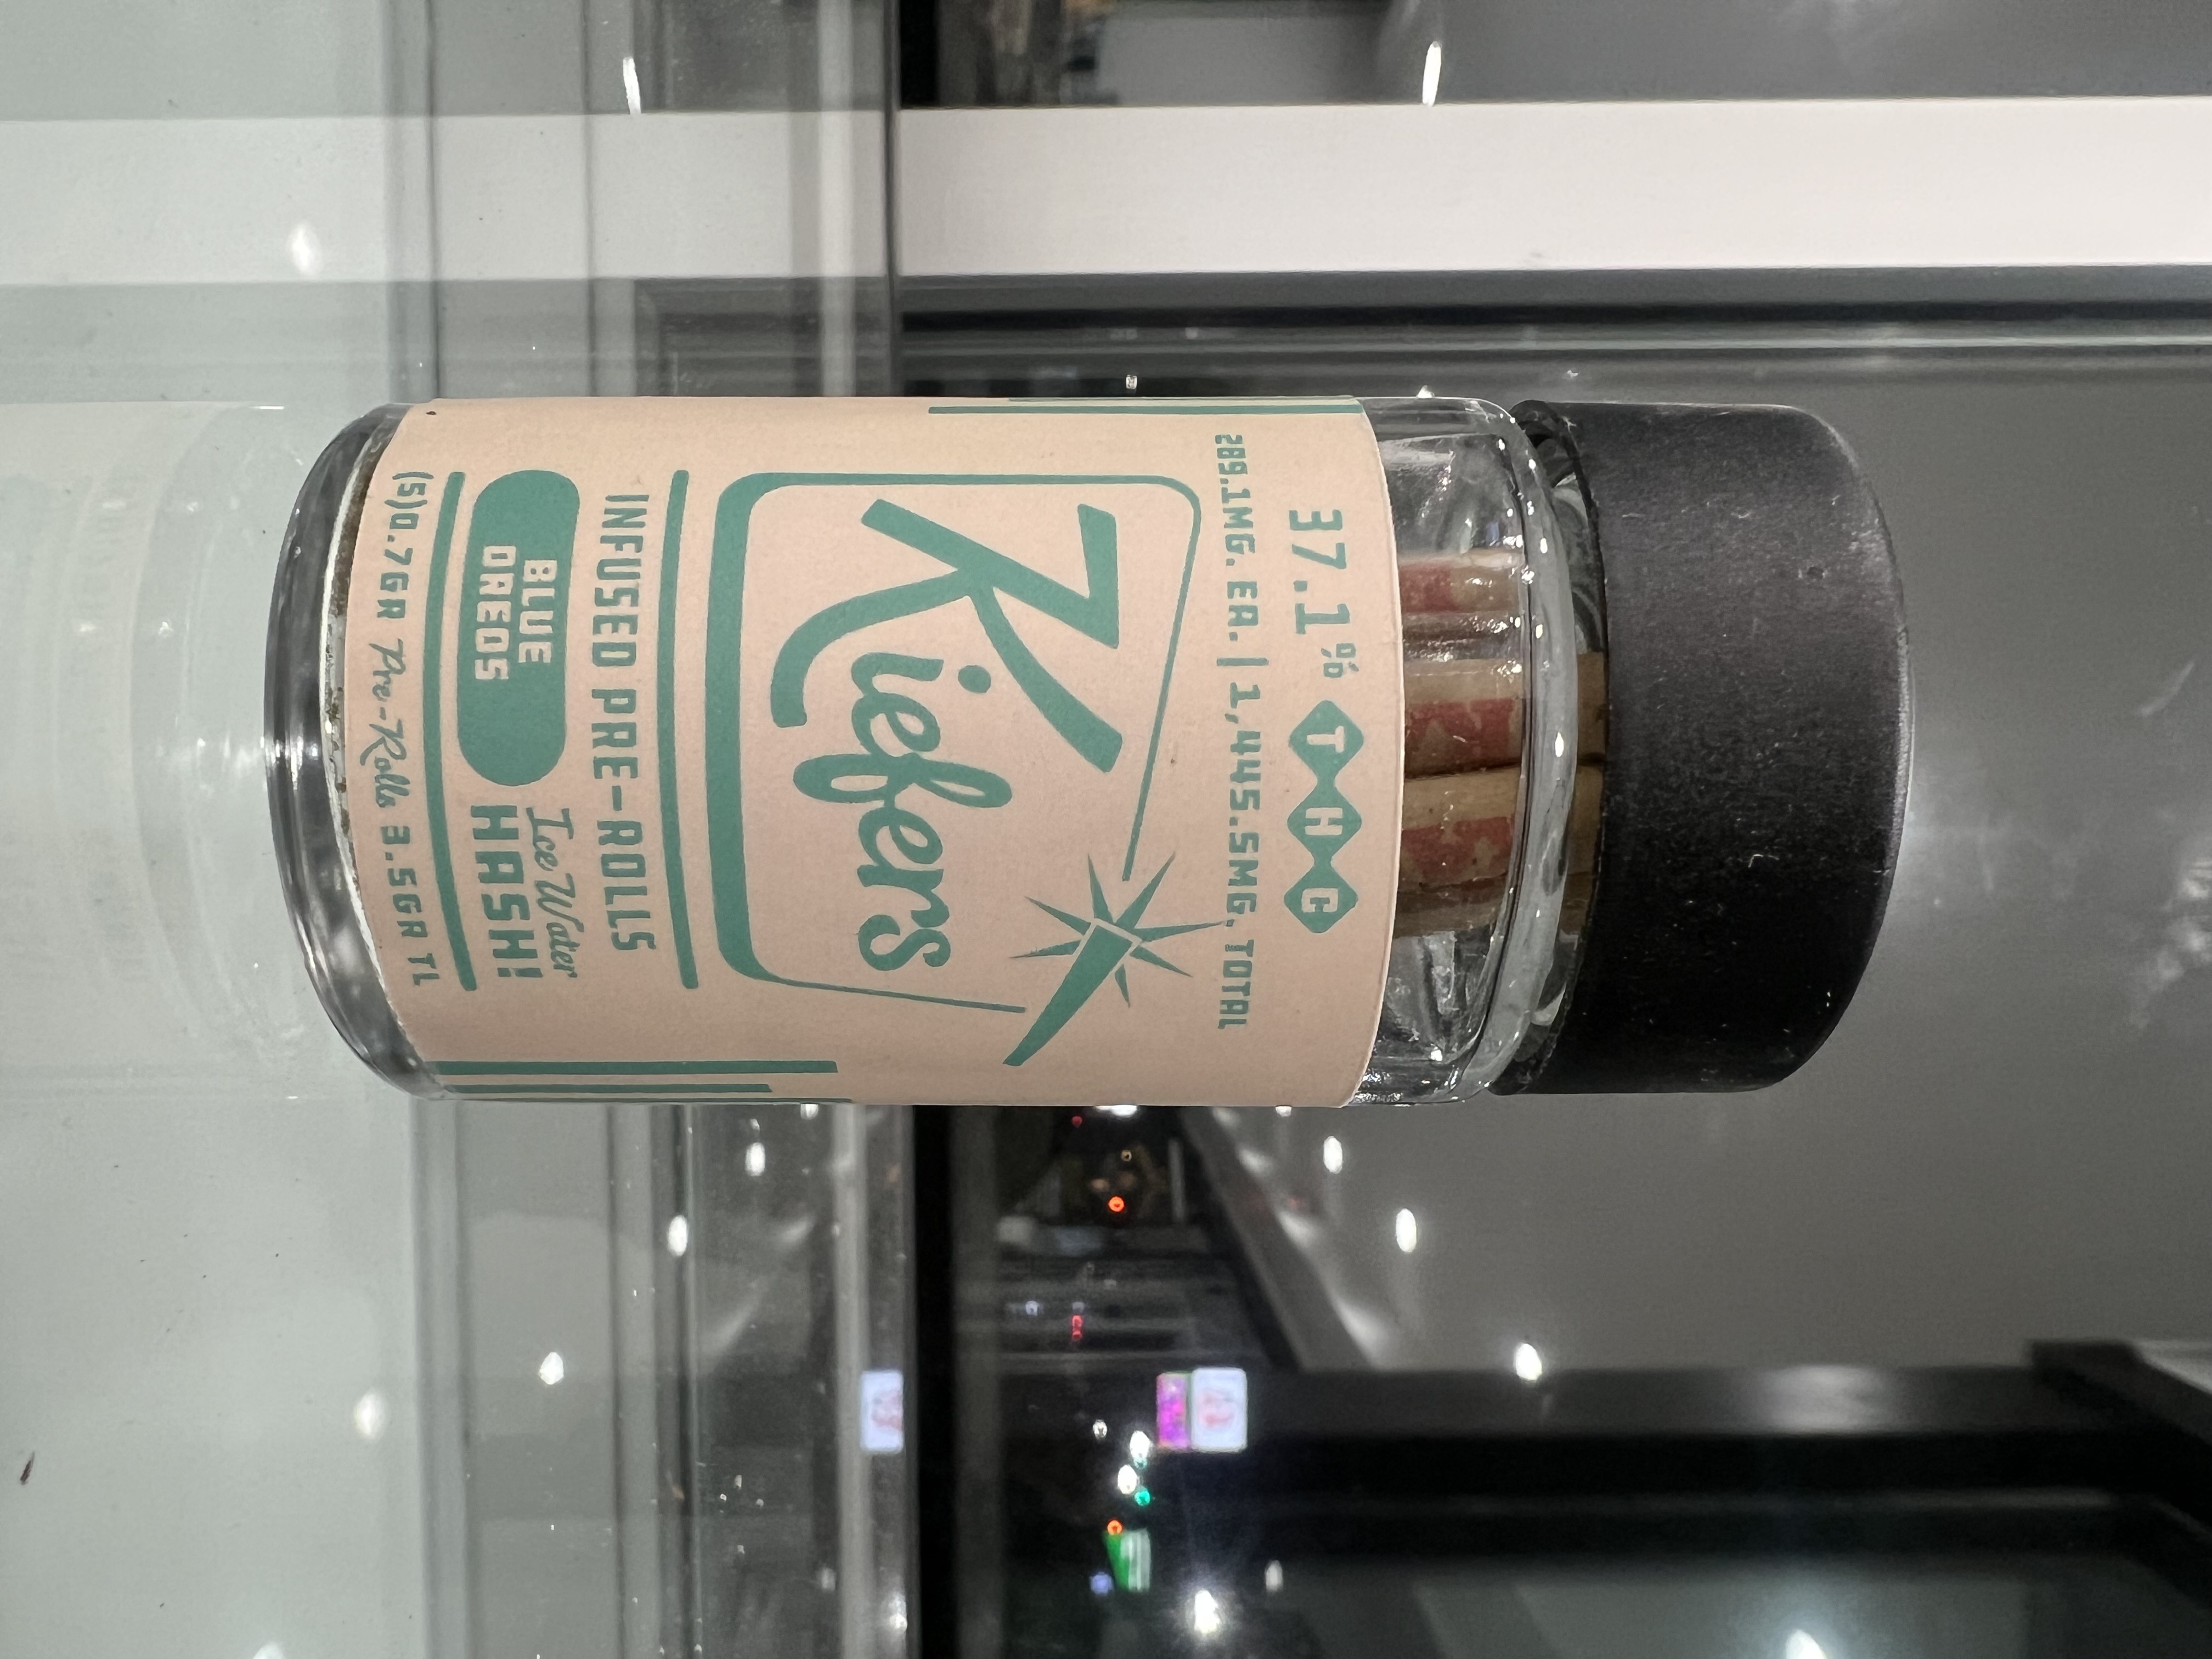 37.1% THC
289.1MG. EA. | 1,445.5MG. TOTAL
Kiefers
INFUSED PRE-ROLLS
BLUE
DREOS
Ice Water
HASH!
(5)0.7GR Pre-Rolls 3.5GR TL